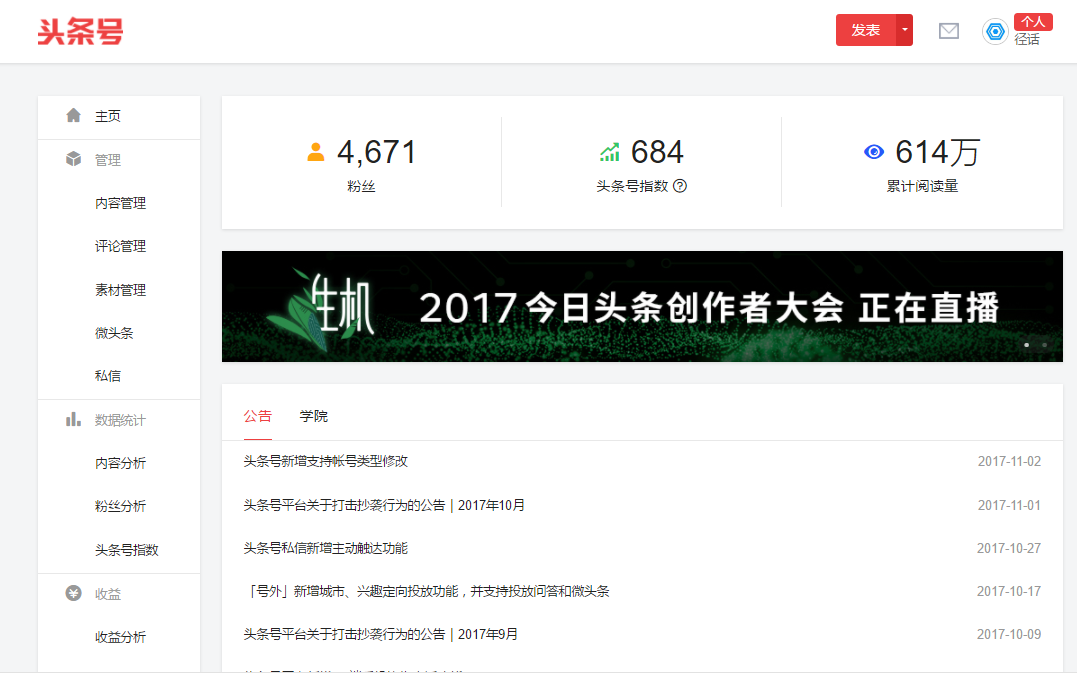 头条号
发表
个人
径话
主页
管理
内容管理
评论管理
素材管理
微头条
私信
数据统计
内容分析
粉丝分析
头条号指数
收益
收益分析
4,671
粉丝
684
头条号指数 ?
614万
累计阅读量
生机 2017今日头条创作者大会 正在直播
公告 学院
头条号新增支持帐号类型修改 2017-11-02
头条号平台关于打击抄袭行为的公告 | 2017年10月 2017-11-01
头条号私信新增主动触达功能 2017-10-27
「号外」新增城市、兴趣定向投放功能，并支持投放问答和微头条 2017-10-17
头条号平台关于打击抄袭行为的公告 | 2017年9月 2017-10-09